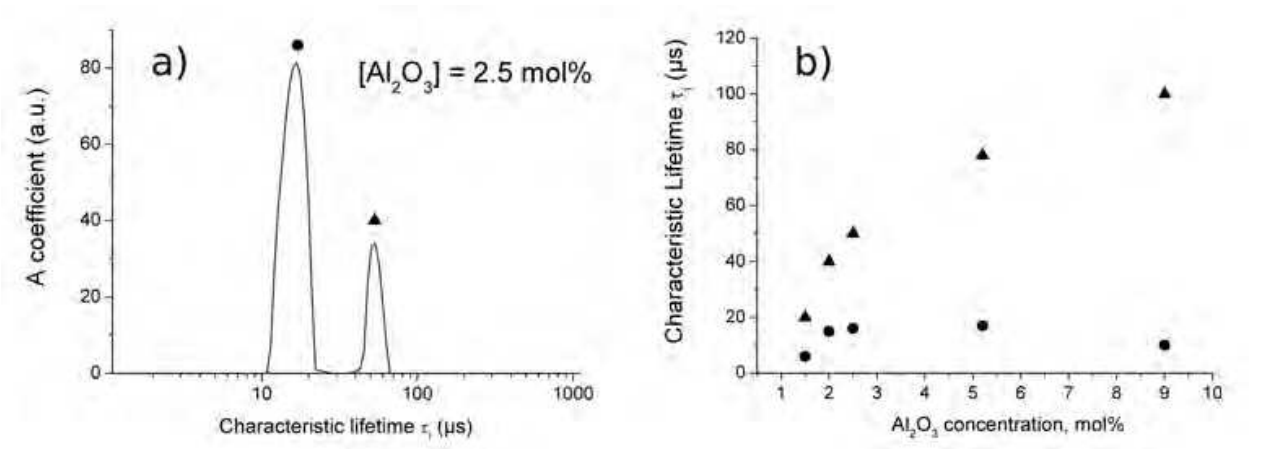 a)
[Al₂O₃] = 2.5 mol%
A coefficient (a.u.)
80
60
40
20
0
10 100 1000
Characteristic lifetime τᵢ (μs)
b)
Characteristic Lifetime τᵢ (μs)
120
100
80
60
40
20
0
1 2 3 4 5 6 7 8 9 10
Al₂O₃ concentration, mol%